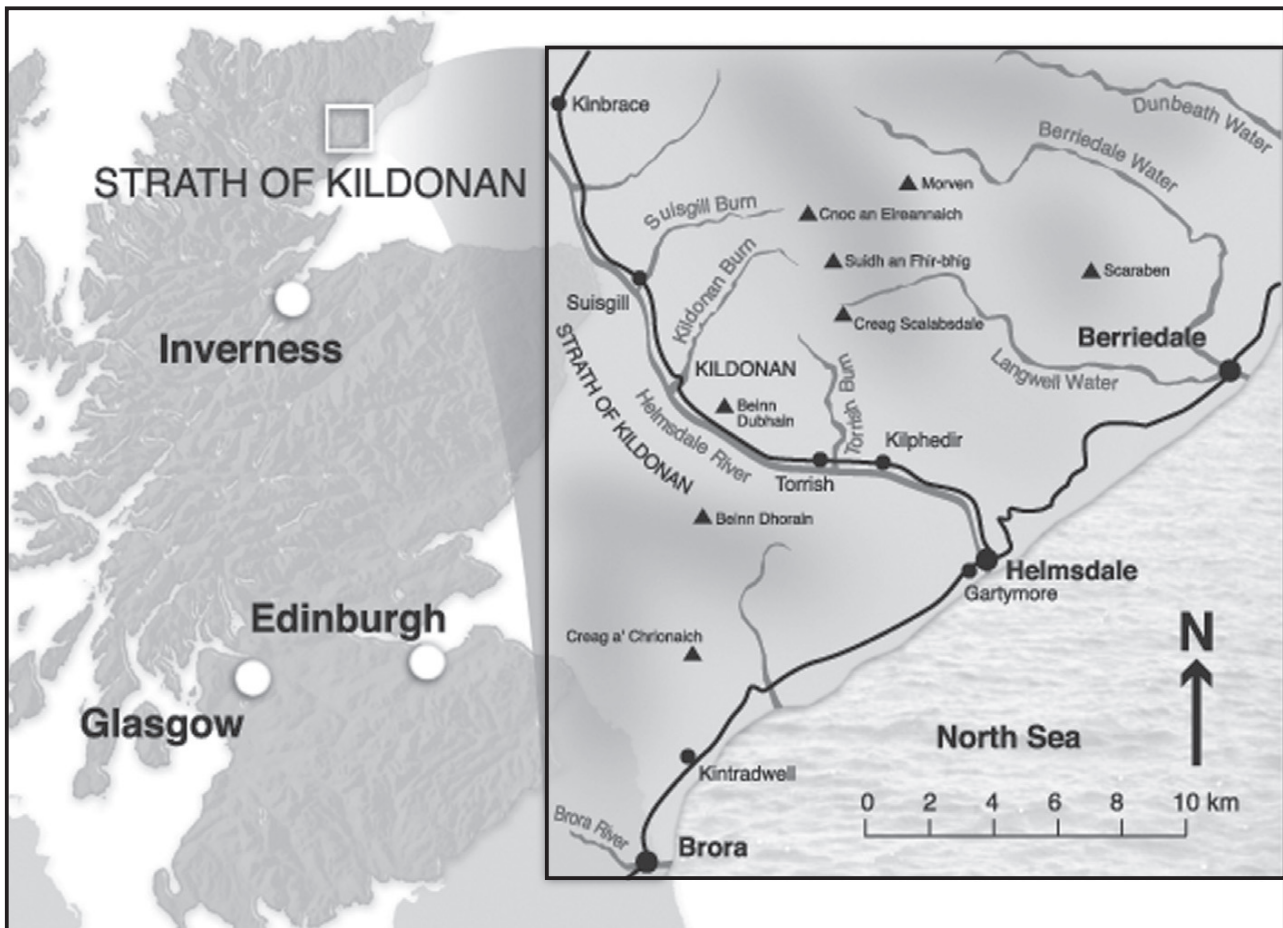 STRATH OF KILDONAN
Inverness
Edinburgh
Glasgow
Kinbrace
Dunbeath Water
Berriedale Water
Morven
Suisgill Burn
Cnoc an Eireannaich
Kildonan Burn
Suidh an Fhir-bhig
Scaraben
Suisgill
Creag Scalabsdale
Berriedale
Langwell Water
STRATH OF KILDONAN
KILDONAN
Helmsdale River
Beinn
Dubhain
Torrish Burn
Kilphedir
Torrish
Beinn Dhorain
Helmsdale
Gartymore
Creag a' Chrionaich
N
North Sea
Kintradwell
0 2 4 6 8 10 km
Brora River
Brora